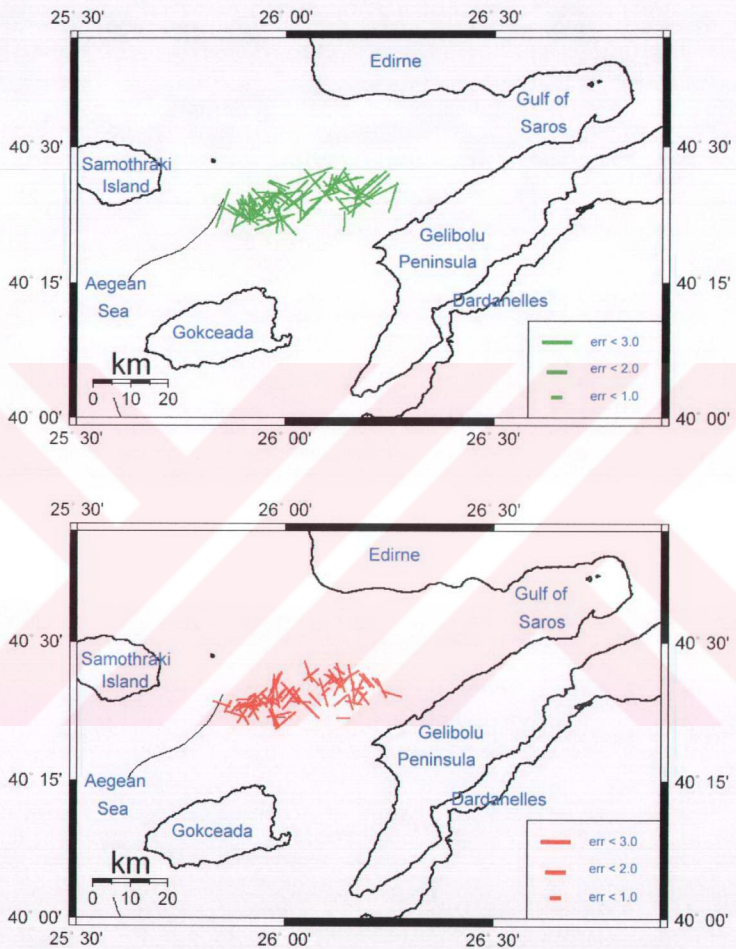 25° 30' 26° 00' 26° 30'
Edirne
Gulf of
Saros
40° 30' 40° 30'
Samothraki
Island
Gelibolu
Peninsula
40° 15' 40° 15'
Aegean
Sea
Dardanelles
Gokceada
err < 3.0
km
err < 2.0
0 10 20
err < 1.0
40° 00' 40° 00'
25° 30' 26° 00' 26° 30'
25° 30' 26° 00' 26° 30'
Edirne
Gulf of
Saros
40° 30' 40° 30'
Samothraki
Island
Gelibolu
Peninsula
40° 15' 40° 15'
Aegean
Sea
Dardanelles
Gokceada
err < 3.0
km
err < 2.0
0 10 20
err < 1.0
40° 00' 40° 00'
25° 30' 26° 00' 26° 30'